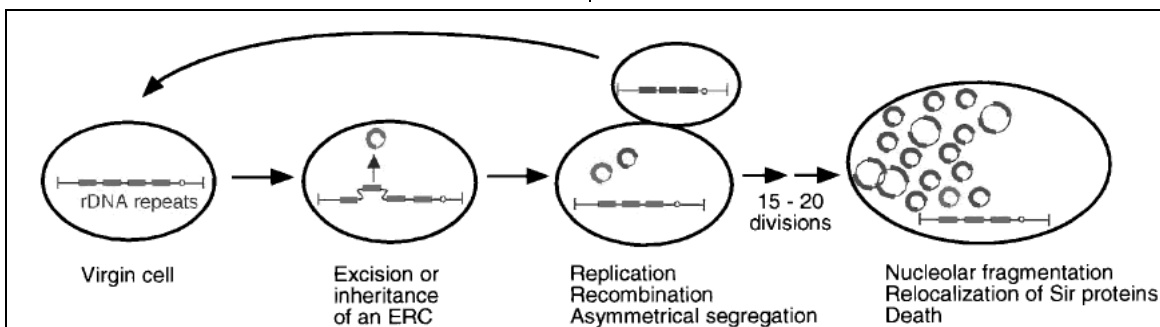 rDNA repeats
Virgin cell
Excision or
inheritance
of an ERC
Replication
Recombination
Asymmetrical segregation
15 - 20
divisions
Nucleolar fragmentation
Relocalization of Sir proteins
Death